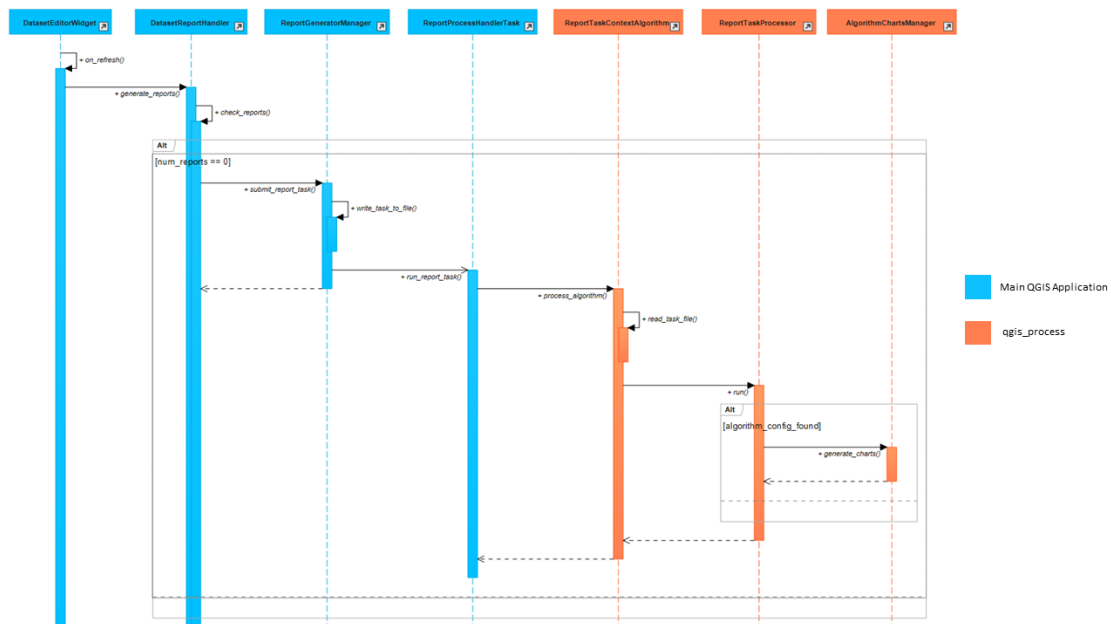 DatasetEditorWidget
DatasetReportHandler
ReportGeneratorManager
ReportProcessHandlerTask
ReportTaskContextAlgorithm
ReportTaskProcessor
AlgorithmChartsManager
+ on_refresh()
+ generate_reports()
+ check_reports()
Alt
[num_reports == 0]
+ submit_report_task()
+ write_task_to_file()
+ run_report_task()
+ process_algorithm()
+ read_task_file()
+ run()
Alt
[algorithm_config_found]
+ generate_charts()
Main QGIS Application
qgis_process